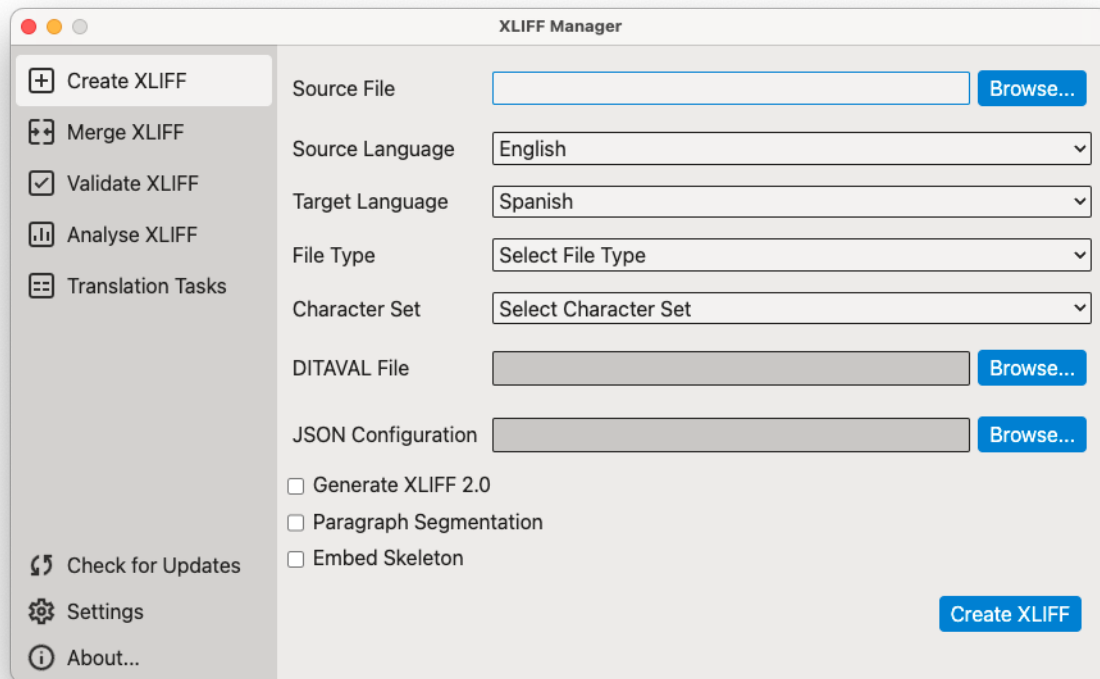 XLIFF Manager
Create XLIFF
Merge XLIFF
Validate XLIFF
Analyse XLIFF
Translation Tasks
Check for Updates
Settings
About...
Source File
Browse...
Source Language
English
Target Language
Spanish
File Type
Select File Type
Character Set
Select Character Set
DITAVAL File
Browse...
JSON Configuration
Browse...
Generate XLIFF 2.0
Paragraph Segmentation
Embed Skeleton
Create XLIFF